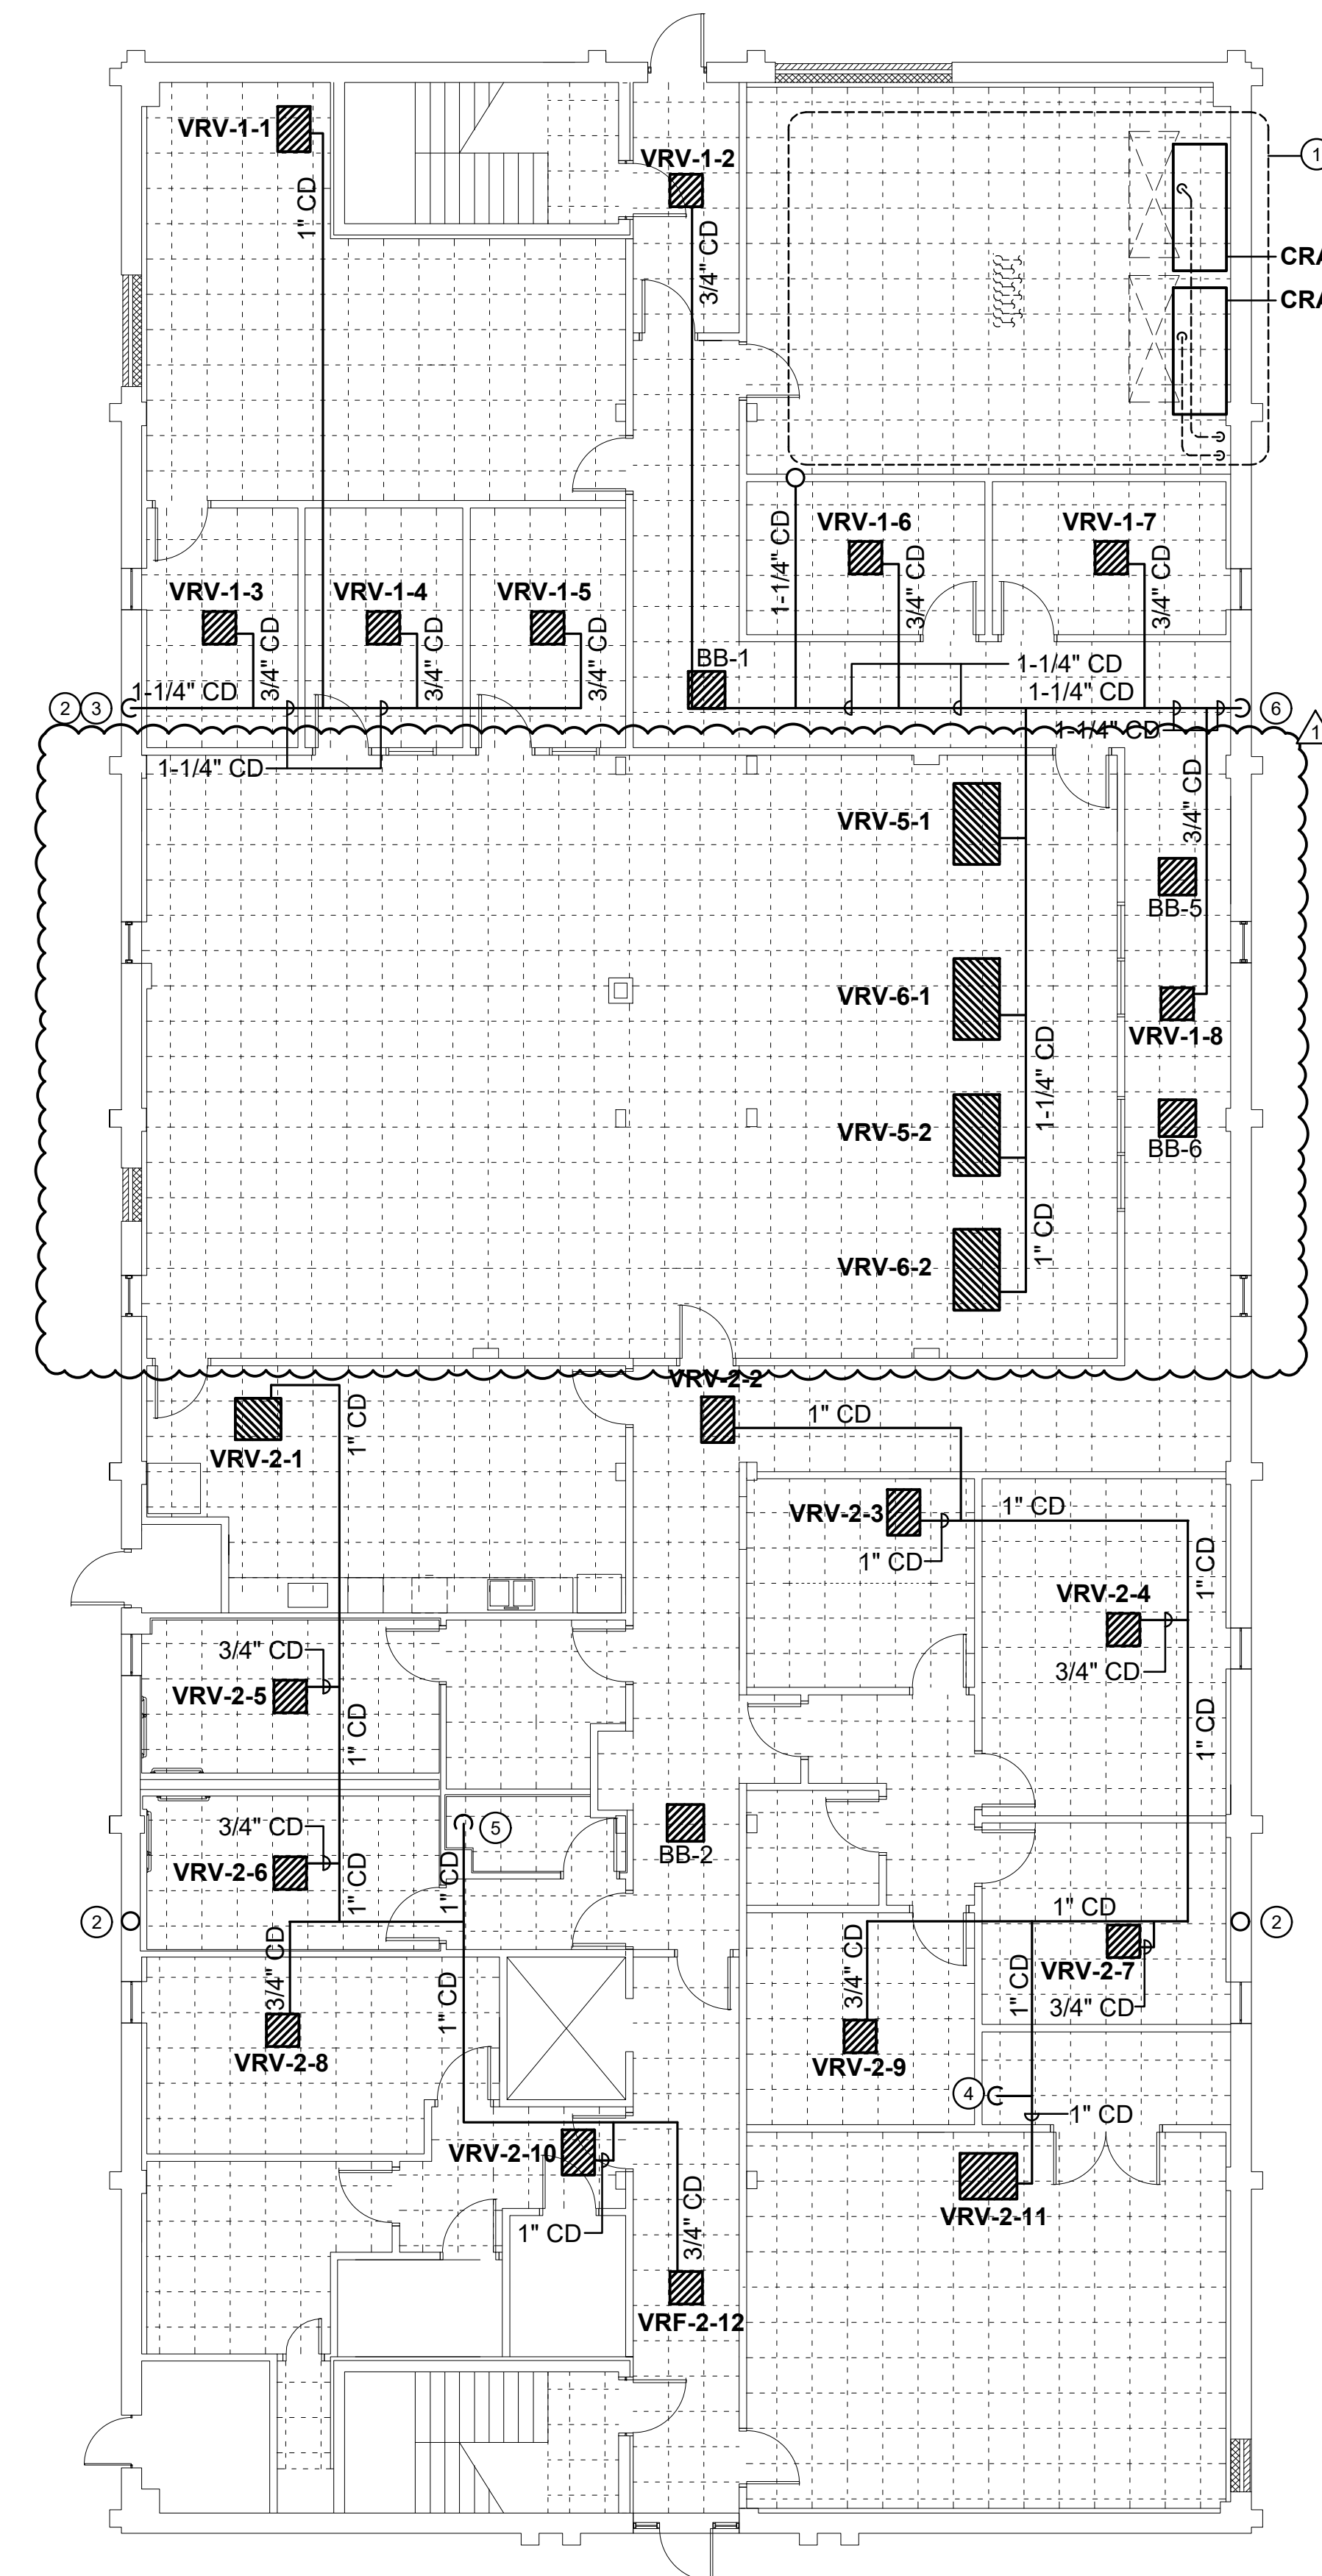 VRV-1-1
1" CD
VRV-1-2
3/4" CD
1
CRA
CRA
1-1/4" CD
VRV-1-6
3/4" CD
VRV-1-7
3/4" CD
VRV-1-3
3/4" CD
VRV-1-4
3/4" CD
VRV-1-5
3/4" CD
BB-1
1-1/4" CD
1-1/4" CD
1-1/4" CD
2
3
1-1/4" CD
6
1
1-1/4" CD
3/4" CD
VRV-5-1
BB-5
VRV-6-1
VRV-1-8
1-1/4" CD
VRV-5-2
BB-6
1" CD
VRV-6-2
VRV-2-2
1" CD
1" CD
VRV-2-1
VRV-2-3
1" CD
1" CD
1" CD
VRV-2-4
3/4" CD
3/4" CD
VRV-2-5
1" CD
1" CD
3/4" CD
VRV-2-6
5
BB-2
1" CD
1" CD
2
1" CD
2
3/4" CD
1" CD
3/4" CD
1" CD
VRV-2-7
3/4" CD
VRV-2-8
VRV-2-9
4
1" CD
VRV-2-10
1" CD
3/4" CD
VRV-2-11
VRF-2-12